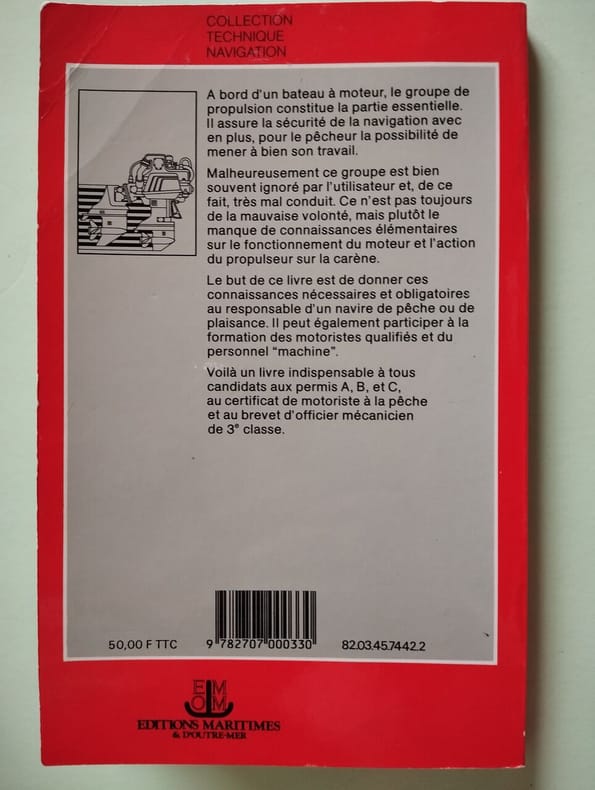 COLLECTION
TECHNIQUE
NAVIGATION
A bord d'un bateau à moteur, le groupe de
propulsion constitue la partie essentielle.
Il assure la sécurité de la navigation avec
en plus, pour le pêcheur la possibilité de
mener à bien son travail.
Malheureusement ce groupe est bien
souvent ignoré par l'utilisateur et, de ce
fait, très mal conduit. Ce n'est pas toujours
de la mauvaise volonté, mais plutôt le
manque de connaissances élémentaires
sur le fonctionnement du moteur et l'action
du propulseur sur la carène.
Le but de ce livre est de donner ces
connaissances nécessaires et obligatoires
au responsable d'un navire de pêche ou de
plaisance. Il peut également participer à la
formation des motoristes qualifiés et du
personnel "machine".
Voilà un livre indispensable à tous
candidats aux permis A, B, et C,
au certificat de motoriste à la pêche
et au brevet d'officier mécanicien
de 3e classe.
50,00 F TTC
9 782707 000330
82.03.45.7442.2
EMOM
EDITIONS MARITIMES
& D'OUTRE-MER